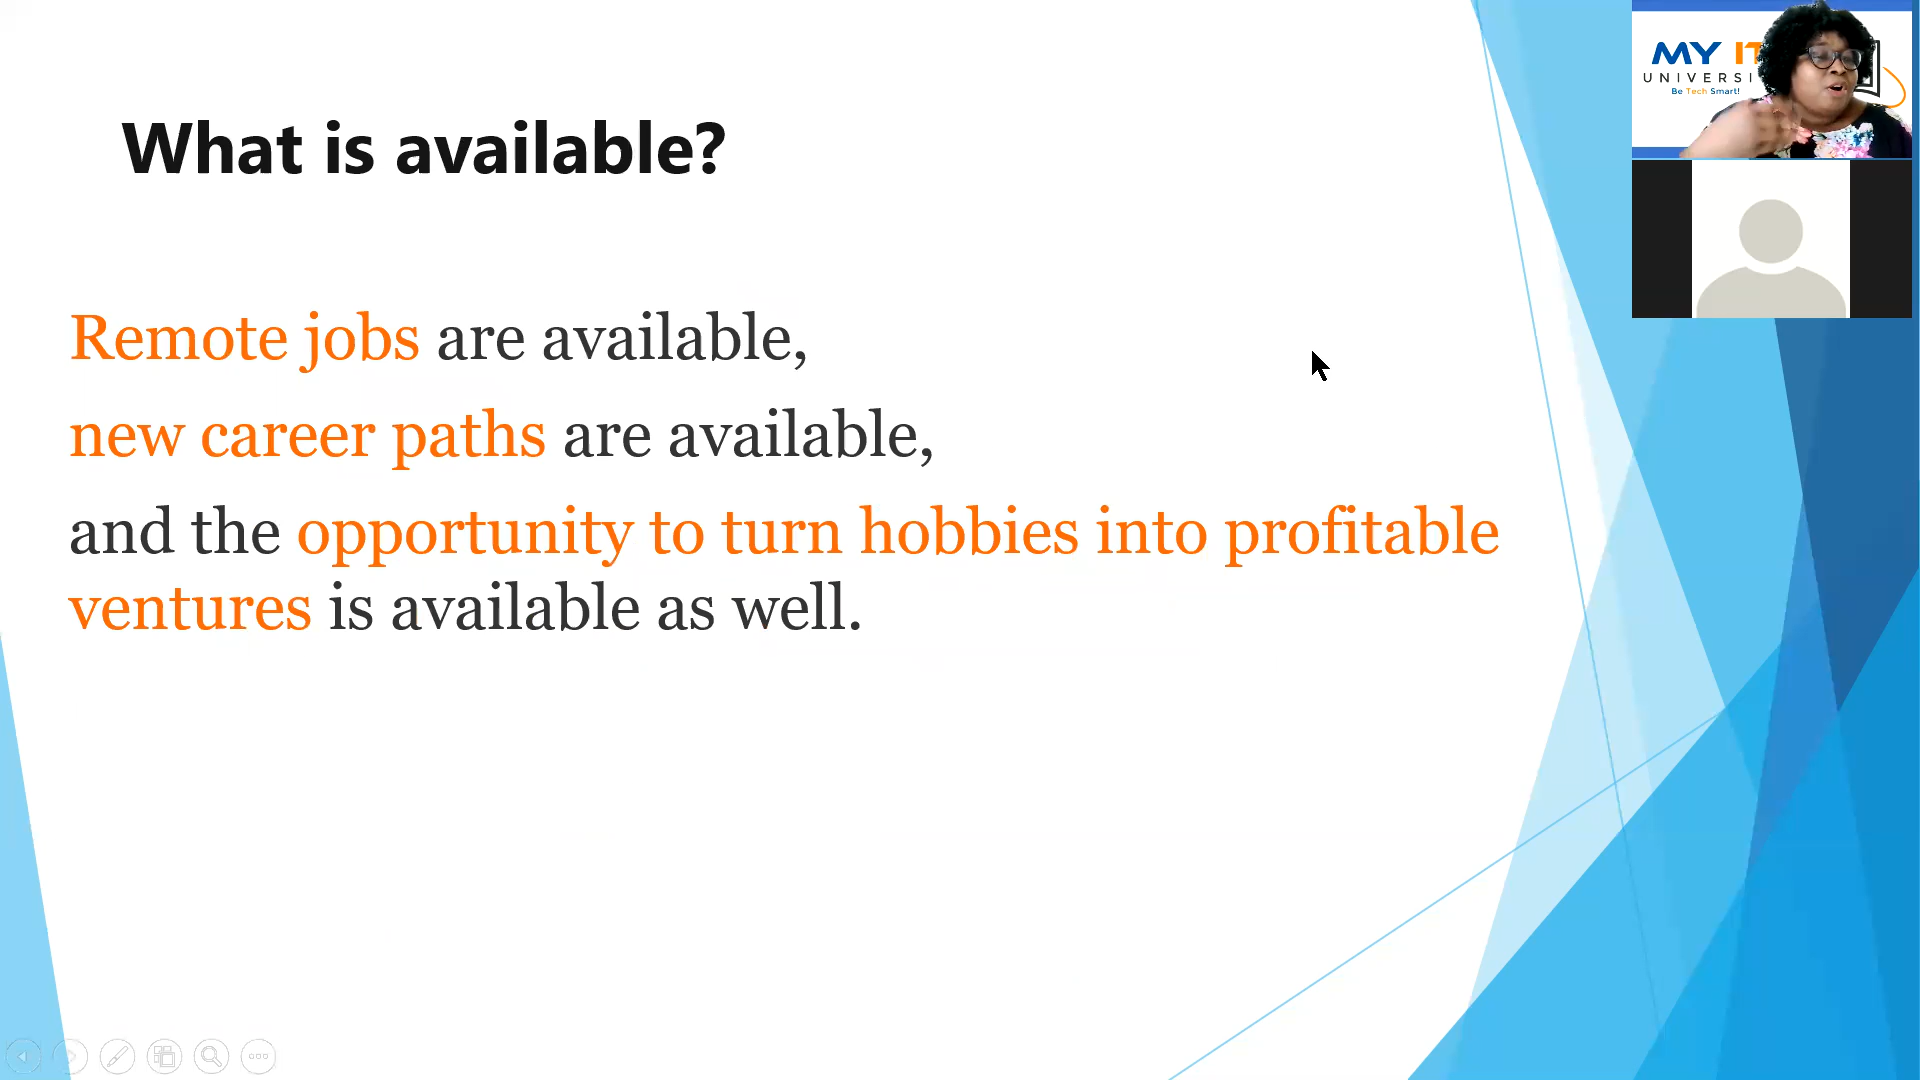 What is available?
Remote jobs are available,
new career paths are available,
and the opportunity to turn hobbies into profitable
ventures is available as well.
MY IT
UNIVERSI
Be Tech Smart!